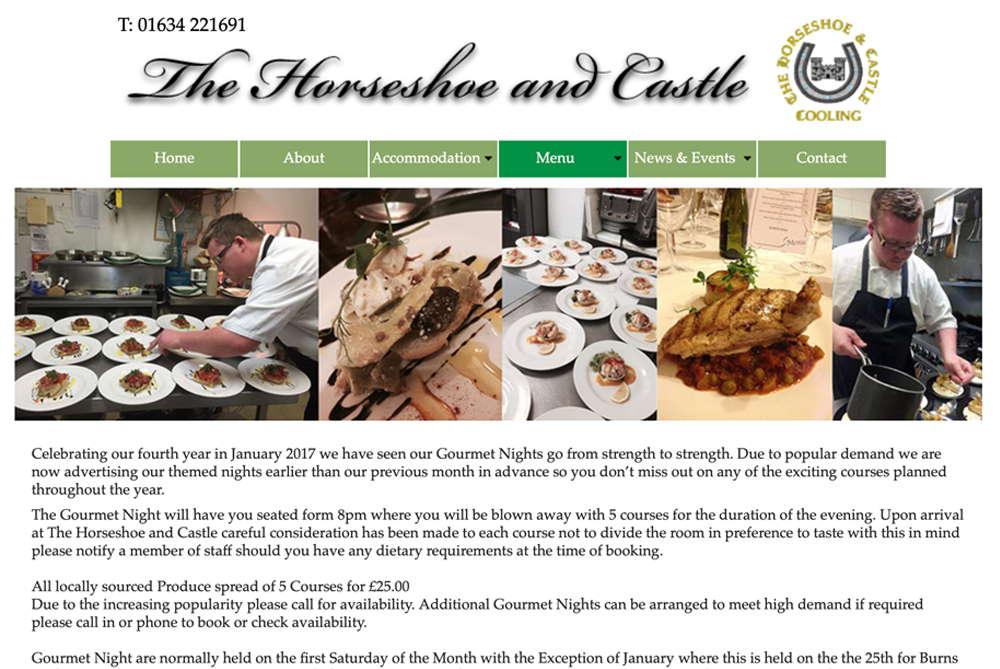 T: 01634 221691
The Horseshoe and Castle
THE HORSESHOE & CASTLE
COOLING
Home
About
Accommodation
Menu
News & Events
Contact
Celebrating our fourth year in January 2017 we have seen our Gourmet Nights go from strength to strength. Due to popular demand we are
now advertising our themed nights earlier than our previous month in advance so you don't miss out on any of the exciting courses planned
throughout the year.
The Gourmet Night will have you seated form 8pm where you will be blown away with 5 courses for the duration of the evening. Upon arrival
at The Horseshoe and Castle careful consideration has been made to each course not to divide the room in preference to taste with this in mind
please notify a member of staff should you have any dietary requirements at the time of booking.
All locally sourced Produce spread of 5 Courses for £25.00
Due to the increasing popularity please call for availability. Additional Gourmet Nights can be arranged to meet high demand if required
please call in or phone to book or check availability.
Gourmet Night are normally held on the first Saturday of the Month with the Exception of January where this is held on the the 25th for Burns